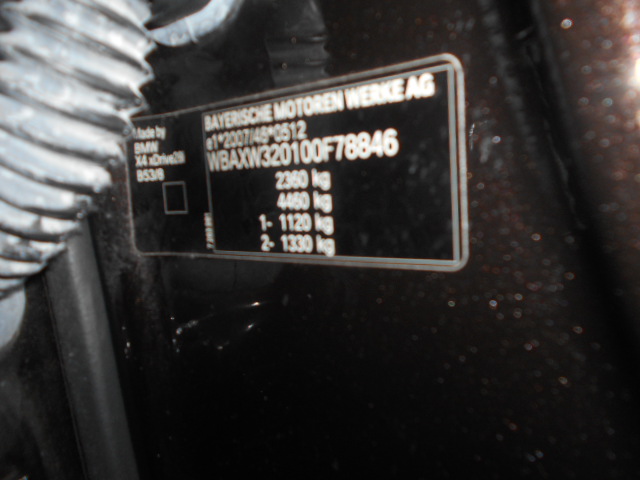 BAYERISCHE MOTOREN WERKE AG
e1*2007/46*0512
WBAXW320100F78846
2360 kg
4460 kg
1- 1120 kg
2- 1330 kg
Made by
BMW
X4 xDrive28i
B53/8